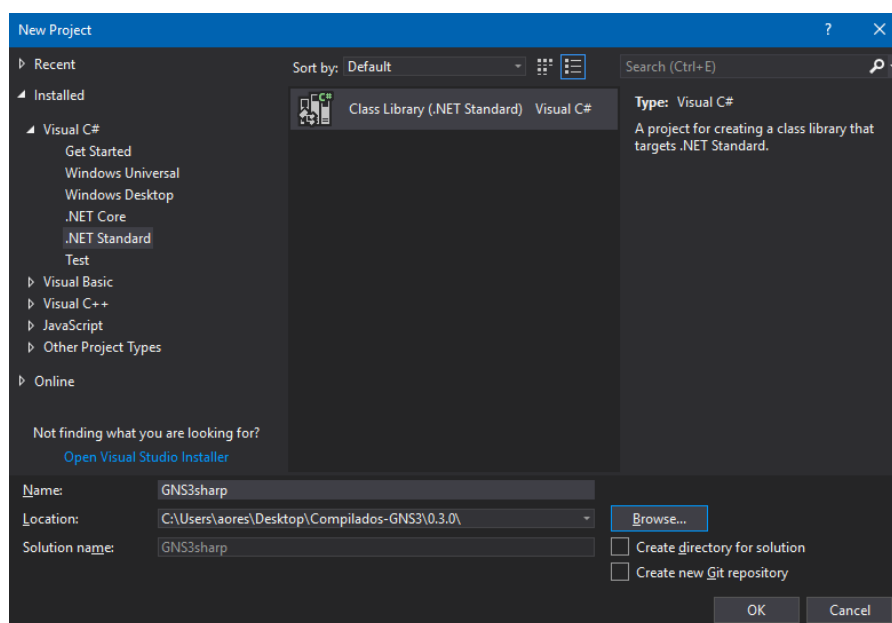 New Project
?
Recent
Installed
Visual C#
Get Started
Windows Universal
Windows Desktop
.NET Core
.NET Standard
Test
Visual Basic
Visual C++
JavaScript
Other Project Types
Online
Not finding what you are looking for?
Open Visual Studio Installer
Sort by: Default
Class Library (.NET Standard) Visual C#
Search (Ctrl+E)
Type: Visual C#
A project for creating a class library that
targets .NET Standard.
Name: GNS3sharp
Location: C:\Users\aores\Desktop\Compilados-GNS3\0.3.0\ Browse...
Solution name: GNS3sharp
Create directory for solution
Create new Git repository
OK Cancel